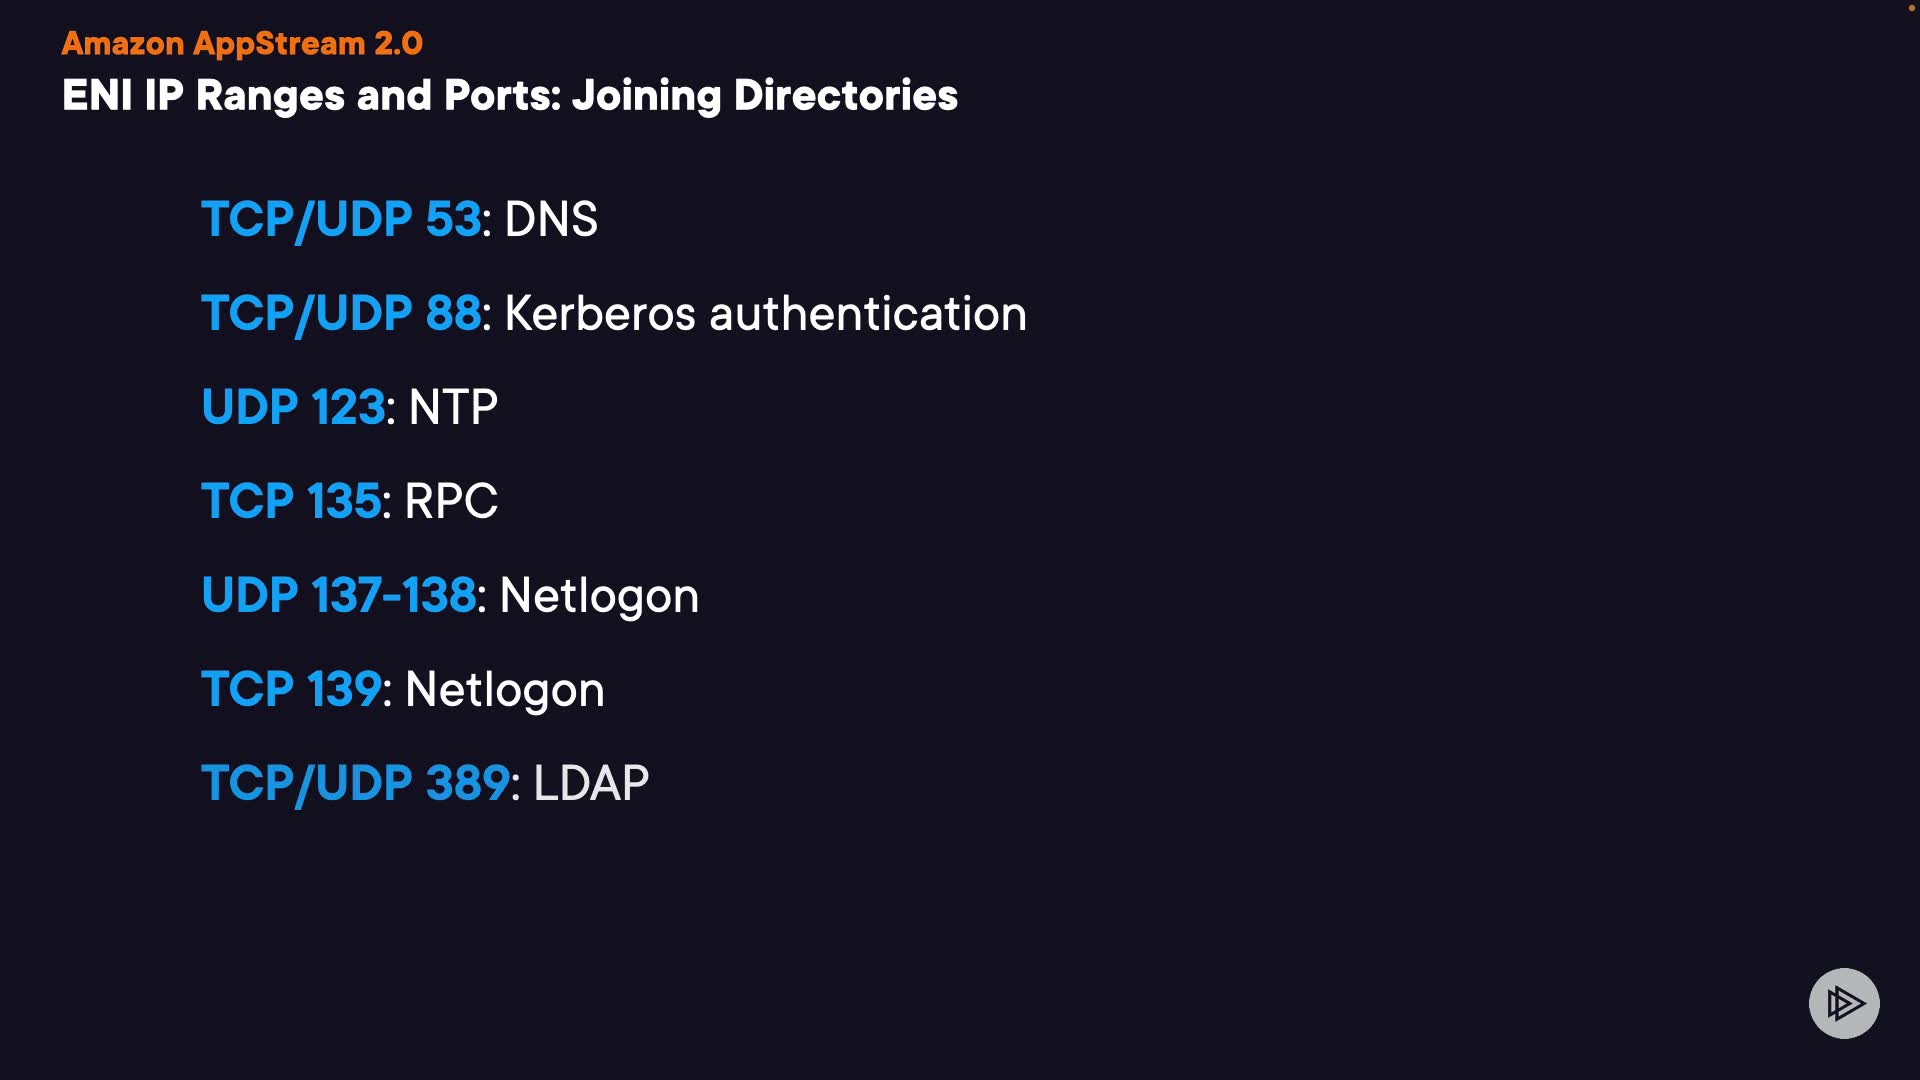 Amazon AppStream 2.0
ENI IP Ranges and Ports: Joining Directories
TCP/UDP 53: DNS
TCP/UDP 88: Kerberos authentication
UDP 123: NTP
TCP 135: RPC
UDP 137-138: Netlogon
TCP 139: Netlogon
TCP/UDP 389: LDAP